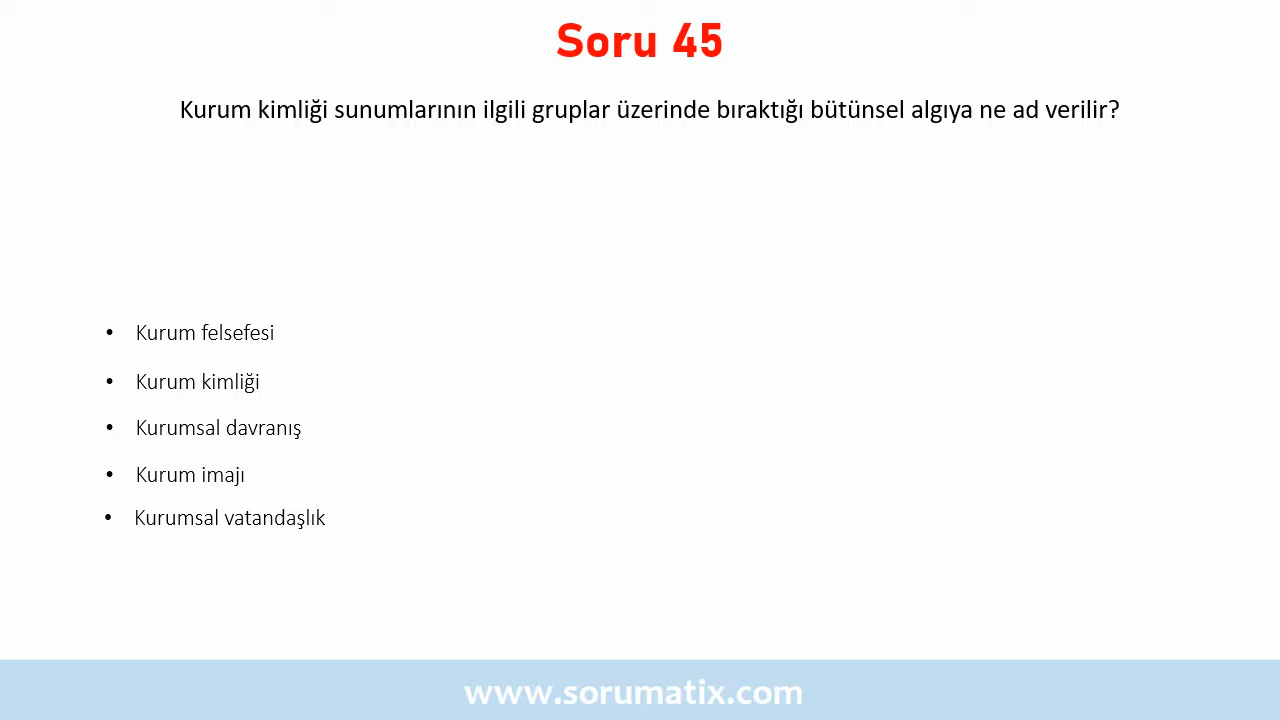 Soru 45
Kurum kimliği sunumlarının ilgili gruplar üzerinde bıraktığı bütünsel algıya ne ad verilir?
• Kurum felsefesi
• Kurum kimliği
• Kurumsal davranış
• Kurum imajı
• Kurumsal vatandaşlık
www.sorumatix.com